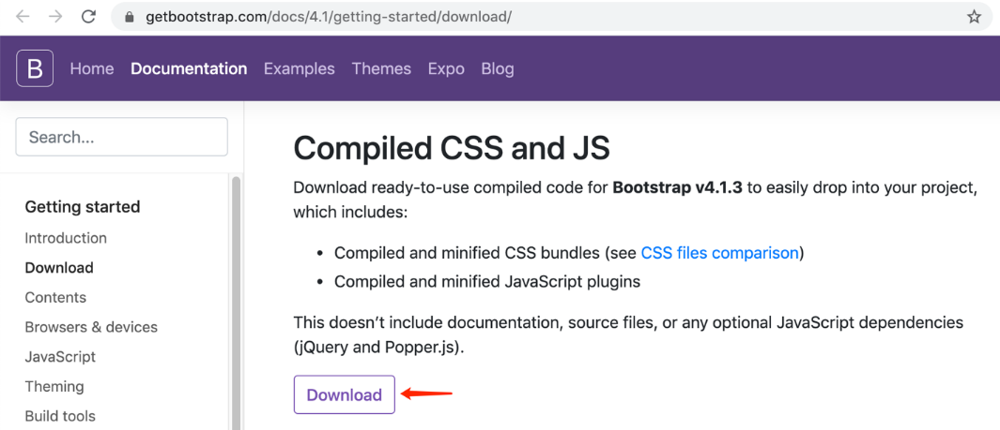 getbootstrap.com/docs/4.1/getting-started/download/
B Home Documentation Examples Themes Expo Blog
Search...
Getting started
Introduction
Download
Contents
Browsers & devices
JavaScript
Theming
Build tools
Compiled CSS and JS
Download ready-to-use compiled code for Bootstrap v4.1.3 to easily drop into your project,
which includes:
• Compiled and minified CSS bundles (see CSS files comparison)
• Compiled and minified JavaScript plugins
This doesn’t include documentation, source files, or any optional JavaScript dependencies
(jQuery and Popper.js).
Download